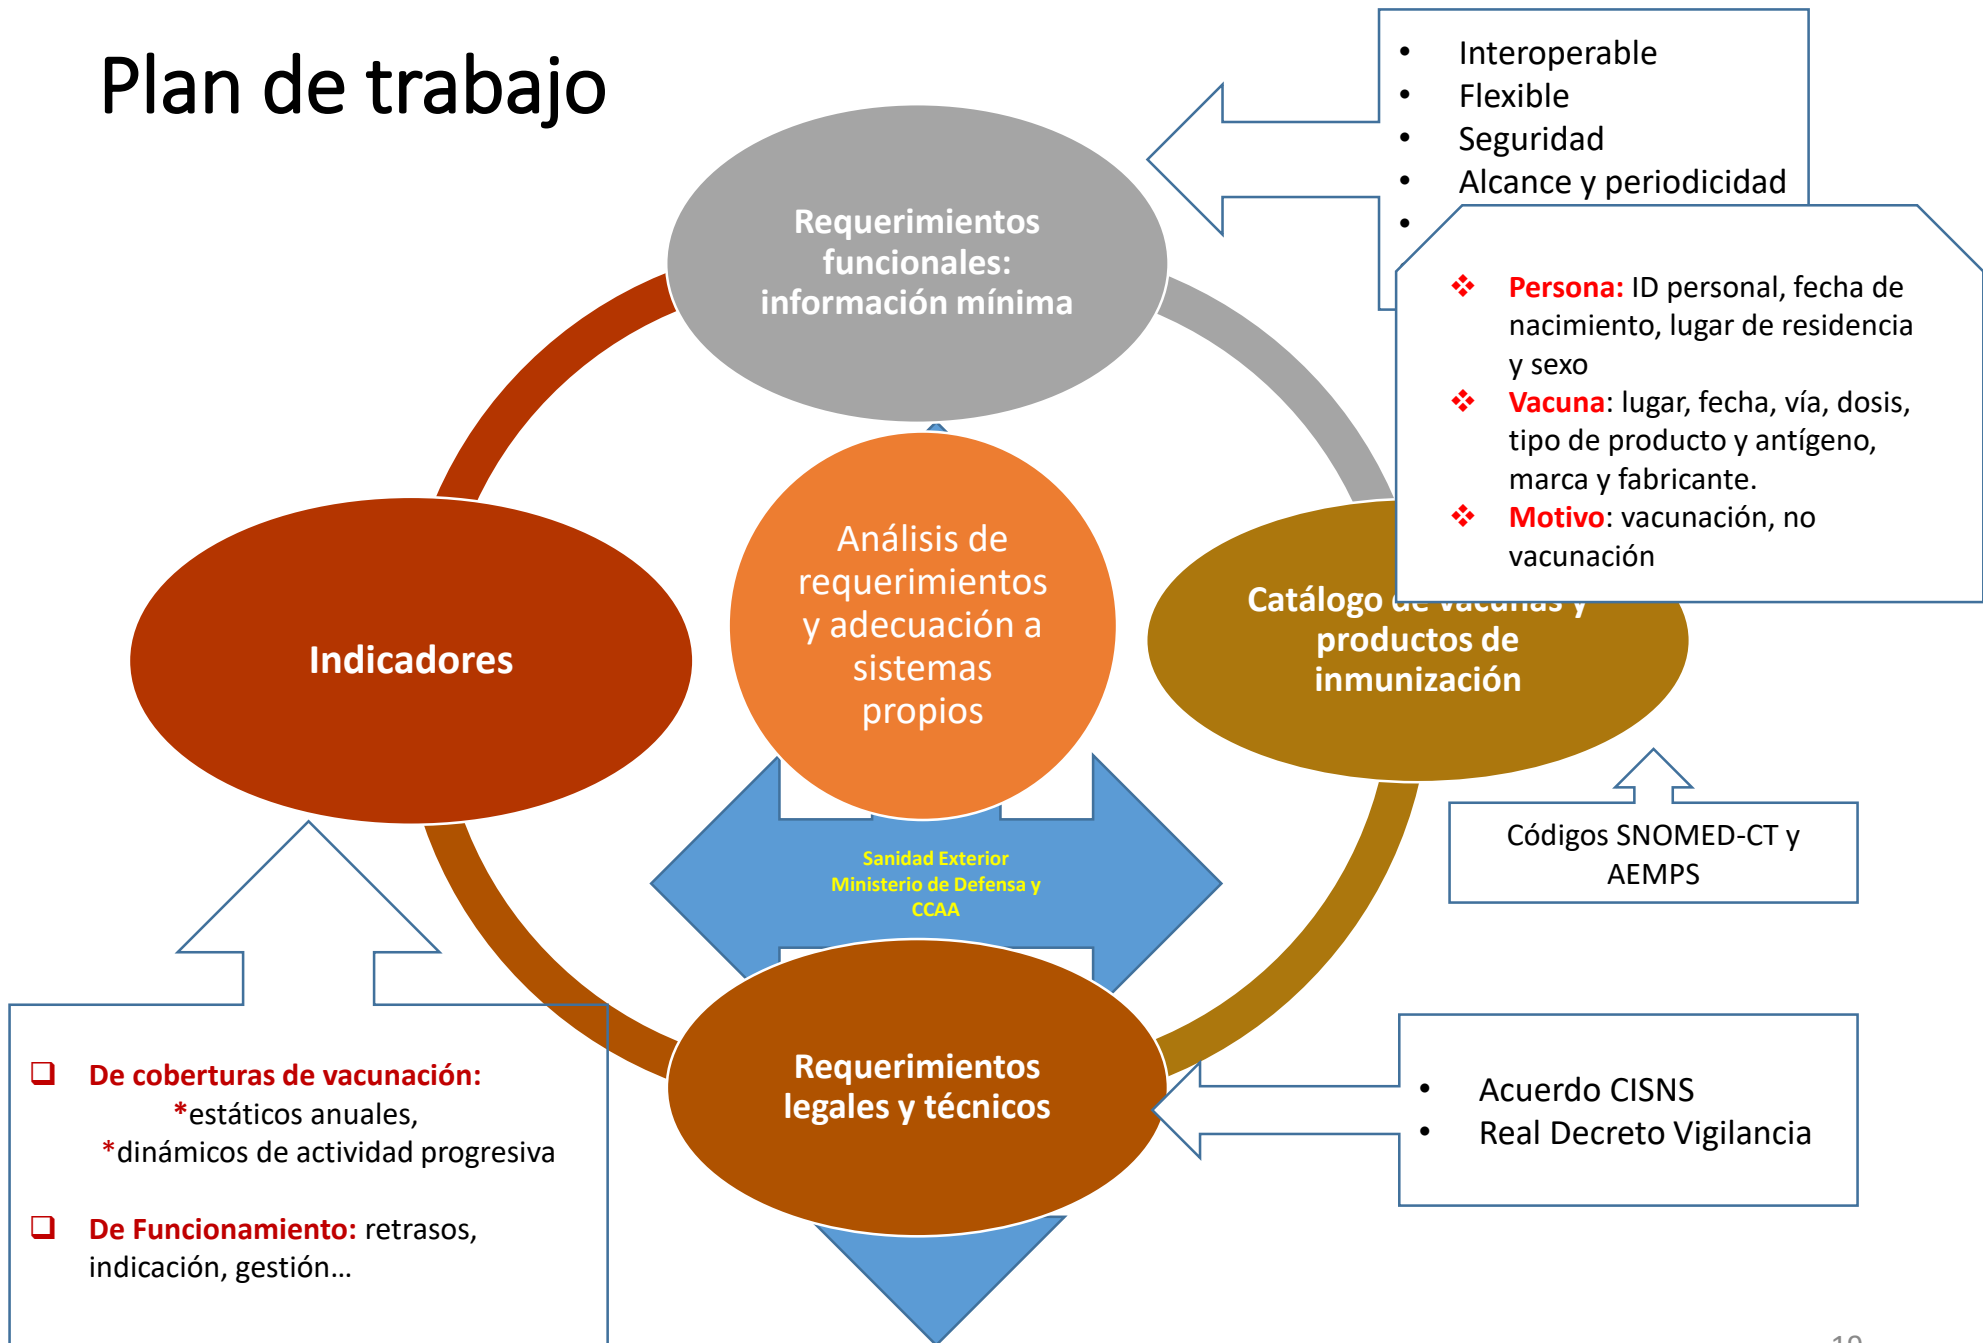 Plan de trabajo
• Interoperable
• Flexible
• Seguridad
• Alcance y periodicidad
•
Requerimientos
funcionales:
información mínima
❖ Persona: ID personal, fecha de
nacimiento, lugar de residencia
y sexo
❖ Vacuna: lugar, fecha, vía, dosis,
tipo de producto y antígeno,
marca y fabricante.
❖ Motivo: vacunación, no
vacunación
Análisis de
requerimientos
y adecuación a
sistemas
propios
Indicadores
Catálogo de vacunas y
productos de
inmunización
Códigos SNOMED-CT y
AEMPS
Sanidad Exterior
Ministerio de Defensa y
CCAA
Requerimientos
legales y técnicos
• Acuerdo CISNS
• Real Decreto Vigilancia
❑ De coberturas de vacunación:
*estáticos anuales,
*dinámicos de actividad progresiva
❑ De Funcionamiento: retrasos,
indicación, gestión…